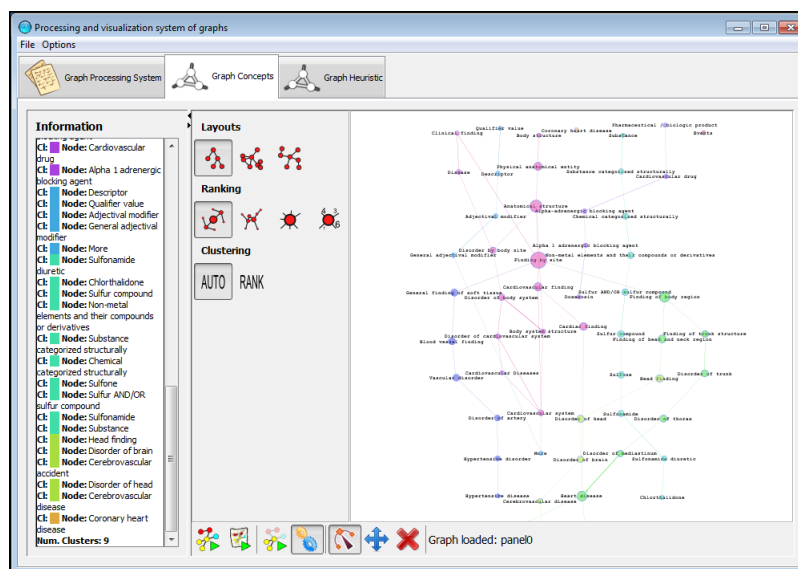 Processing and visualization system of graphs
File Options
Graph Processing System
Graph Concepts
Graph Heuristic
Information
blocking agent
Cl: Node: Cardiovascular
drug
Cl: Node: Alpha 1 adrenergic
blocking agent
Cl: Node: Descriptor
Cl: Node: Qualifier value
Cl: Node: Adjectival modifier
Cl: Node: General adjectival
modifier
Cl: Node: More
Cl: Node: Sulfonamide
diuretic
Cl: Node: Chlorthalidone
Cl: Node: Sulfur compound
Cl: Node: Non-metal
elements and their compounds
or derivatives
Cl: Node: Substance
categorized structurally
Cl: Node: Chemical
categorized structurally
Cl: Node: Sulfone
Cl: Node: Sulfur AND/OR
sulfur compound
Cl: Node: Sulfonamide
Cl: Node: Substance
Cl: Node: Head finding
Cl: Node: Disorder of brain
Cl: Node: Cerebrovascular
accident
Cl: Node: Disorder of head
Cl: Node: Cerebrovascular
disease
Cl: Node: Coronary heart
disease
Num. Clusters: 9
Layouts
Ranking
Clustering
AUTO RANK
Pharmaceutical / biologic product
Qualifier value
Coronary heart disease
Clinical finding
Body structure
Substance
Events
Physical anatomical entity
Disease
Descriptor
Substance categorized structurally
Cardiovascular drug
Anatomical structure
Alpha-adrenergic blocking agent
Adjectival modifier
Chemical categorized structurally
Disorder by body site
Alpha 1 adrenergic blocking agent
General adjectival modifier
Non-metal elements and their compounds or derivatives
Finding by site
Cardiovascular finding
General finding of soft tissue
Disorder of body system
Doxazosin
Sulfur AND/OR sulfur compound
Finding of body region
Cardiac finding
Body system structure
Disorder of cardiovascular system
Blood vessel finding
Sulfur compound
Finding of trunk structure
Finding of head and neck region
Cardiovascular Diseases
Vascular disorder
Sulfone
Head finding
Disorder of trunk
Cardiovascular system
Disorder of artery
Disorder of head
Sulfonamide
Disorder of thorax
More
Hypertensive disorder
Disorder of brain
Disorder of mediastinum
Sulfonamide diuretic
Hypertensive disease
Cerebrovascular disease
Heart disease
Chlorthalidone
Graph loaded: panel0